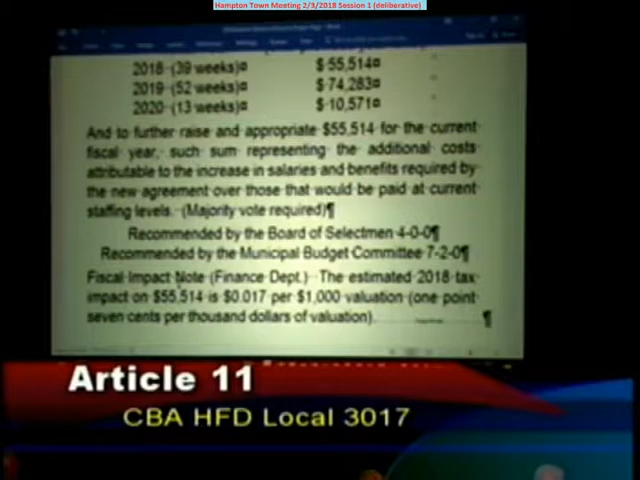 Hampton Town Meeting 2/3/2018 Session 1 (deliberative)
2018 (39 weeks)¤ $·55,514¤
2019 (52 weeks)¤ $·74,283¤
2020 (13 weeks)¤ $·10,571¤
And to further raise and appropriate $55,514 for the current
fiscal year, such sum representing the additional costs
attributable to the increase in salaries and benefits required by
the new agreement over those that would be paid at current
staffing levels. (Majority vote required)¶
Recommended by the Board of Selectmen 4-0-0¶
Recommended by the Municipal Budget Committee 7-2-0¶
Fiscal Impact Note (Finance Dept.) The estimated 2018 tax
impact on $55,514 is $0.017 per $1,000 valuation (one point
seven cents per thousand dollars of valuation). ¶
Article 11
CBA HFD Local 3017